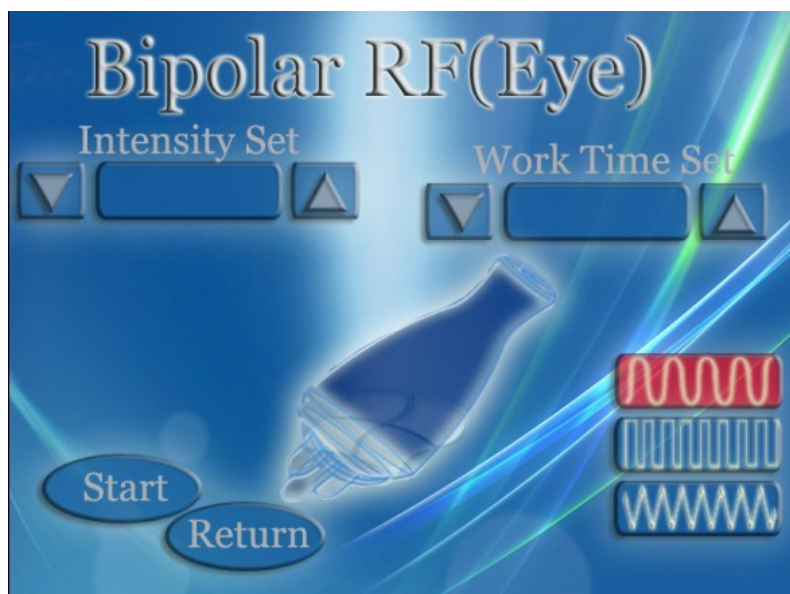 Bipolar RF(Eye)
Intensity Set
Work Time Set
Start
Return